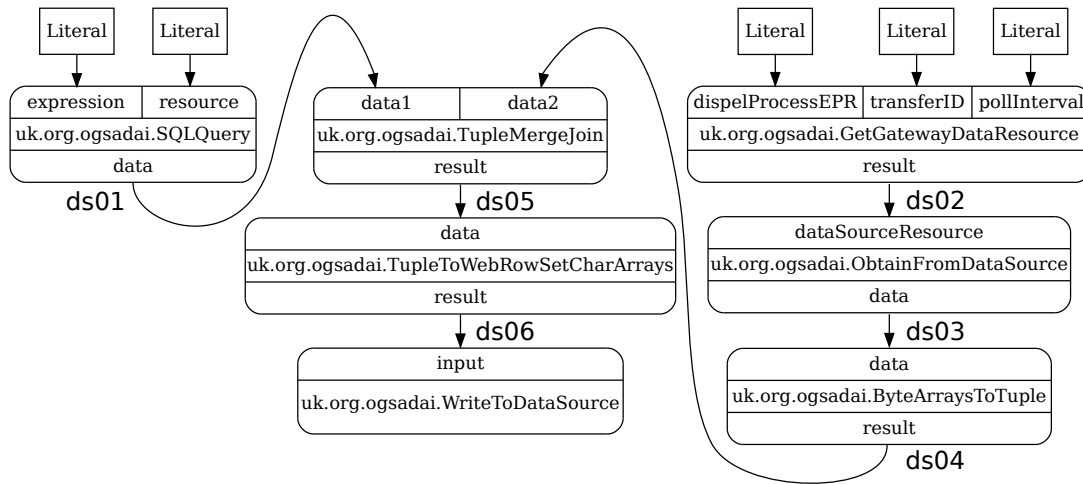 Literal Literal
expression resource
uk.org.ogsadai.SQLQuery
data
ds01
data1 data2
uk.org.ogsadai.TupleMergeJoin
result
ds05
data
uk.org.ogsadai.TupleToWebRowSetCharArrays
result
ds06
input
uk.org.ogsadai.WriteToDataSource
Literal Literal Literal
dispelProcessEPR transferID pollInterval
uk.org.ogsadai.GetGatewayDataResource
result
ds02
dataSourceResource
uk.org.ogsadai.ObtainFromDataSource
data
ds03
data
uk.org.ogsadai.ByteArraysToTuple
result
ds04